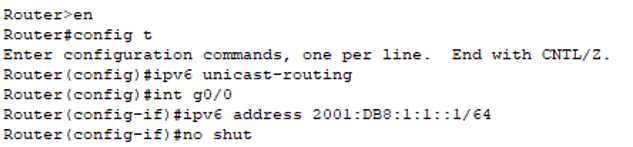 Router>en
Router#config t
Enter configuration commands, one per line.  End with CNTL/Z.
Router(config)#ipv6 unicast-routing
Router(config)#int g0/0
Router(config-if)#ipv6 address 2001:DB8:1:1::1/64
Router(config-if)#no shut